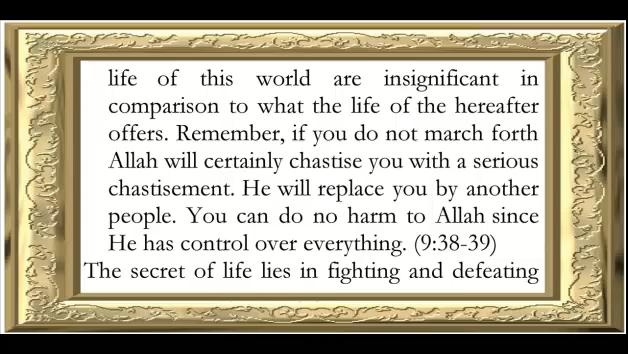 life of this world are insignificant in
comparison to what the life of the hereafter
offers. Remember, if you do not march forth
Allah will certainly chastise you with a serious
chastisement. He will replace you by another
people. You can do no harm to Allah since
He has control over everything. (9:38-39)
The secret of life lies in fighting and defeating